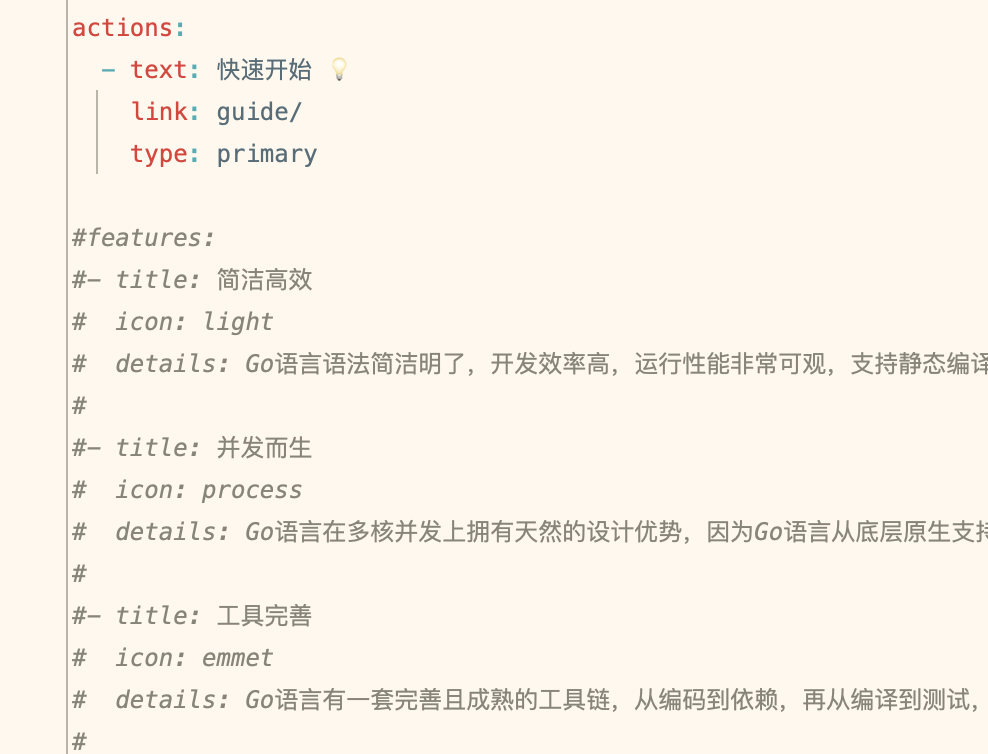 actions:
  - text: 快速开始 💡
    link: guide/
    type: primary

#features:
#- title: 简洁高效
#  icon: light
#  details: Go语言语法简洁明了，开发效率高，运行性能非常可观，支持静态编译
#
#- title: 并发而生
#  icon: process
#  details: Go语言在多核并发上拥有天然的设计优势，因为Go语言从底层原生支持
#
#- title: 工具完善
#  icon: emmet
#  details: Go语言有一套完善且成熟的工具链，从编码到依赖，再从编译到测试，
#